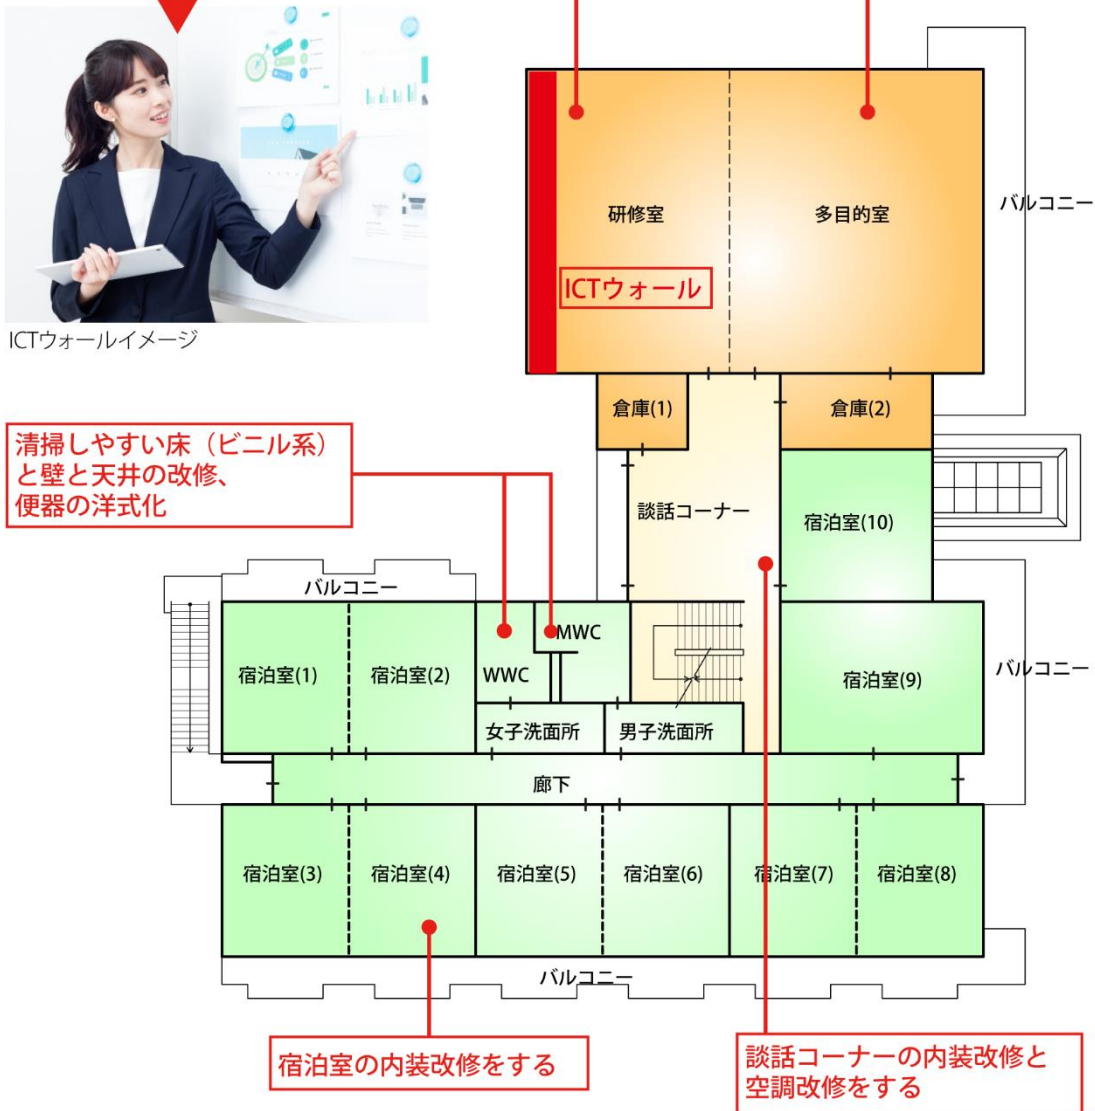 ICTウォールイメージ
研修室
多目的室
バルコニー
ICTウォール
倉庫(1)
倉庫(2)
清掃しやすい床（ビニル系）
と壁と天井の改修、
便器の洋式化
談話コーナー
宿泊室(10)
バルコニー
宿泊室(1)
宿泊室(2)
WWC
MWC
宿泊室(9)
バルコニー
女子洗面所
男子洗面所
廊下
宿泊室(3)
宿泊室(4)
宿泊室(5)
宿泊室(6)
宿泊室(7)
宿泊室(8)
バルコニー
宿泊室の内装改修をする
談話コーナーの内装改修と
空調改修をする